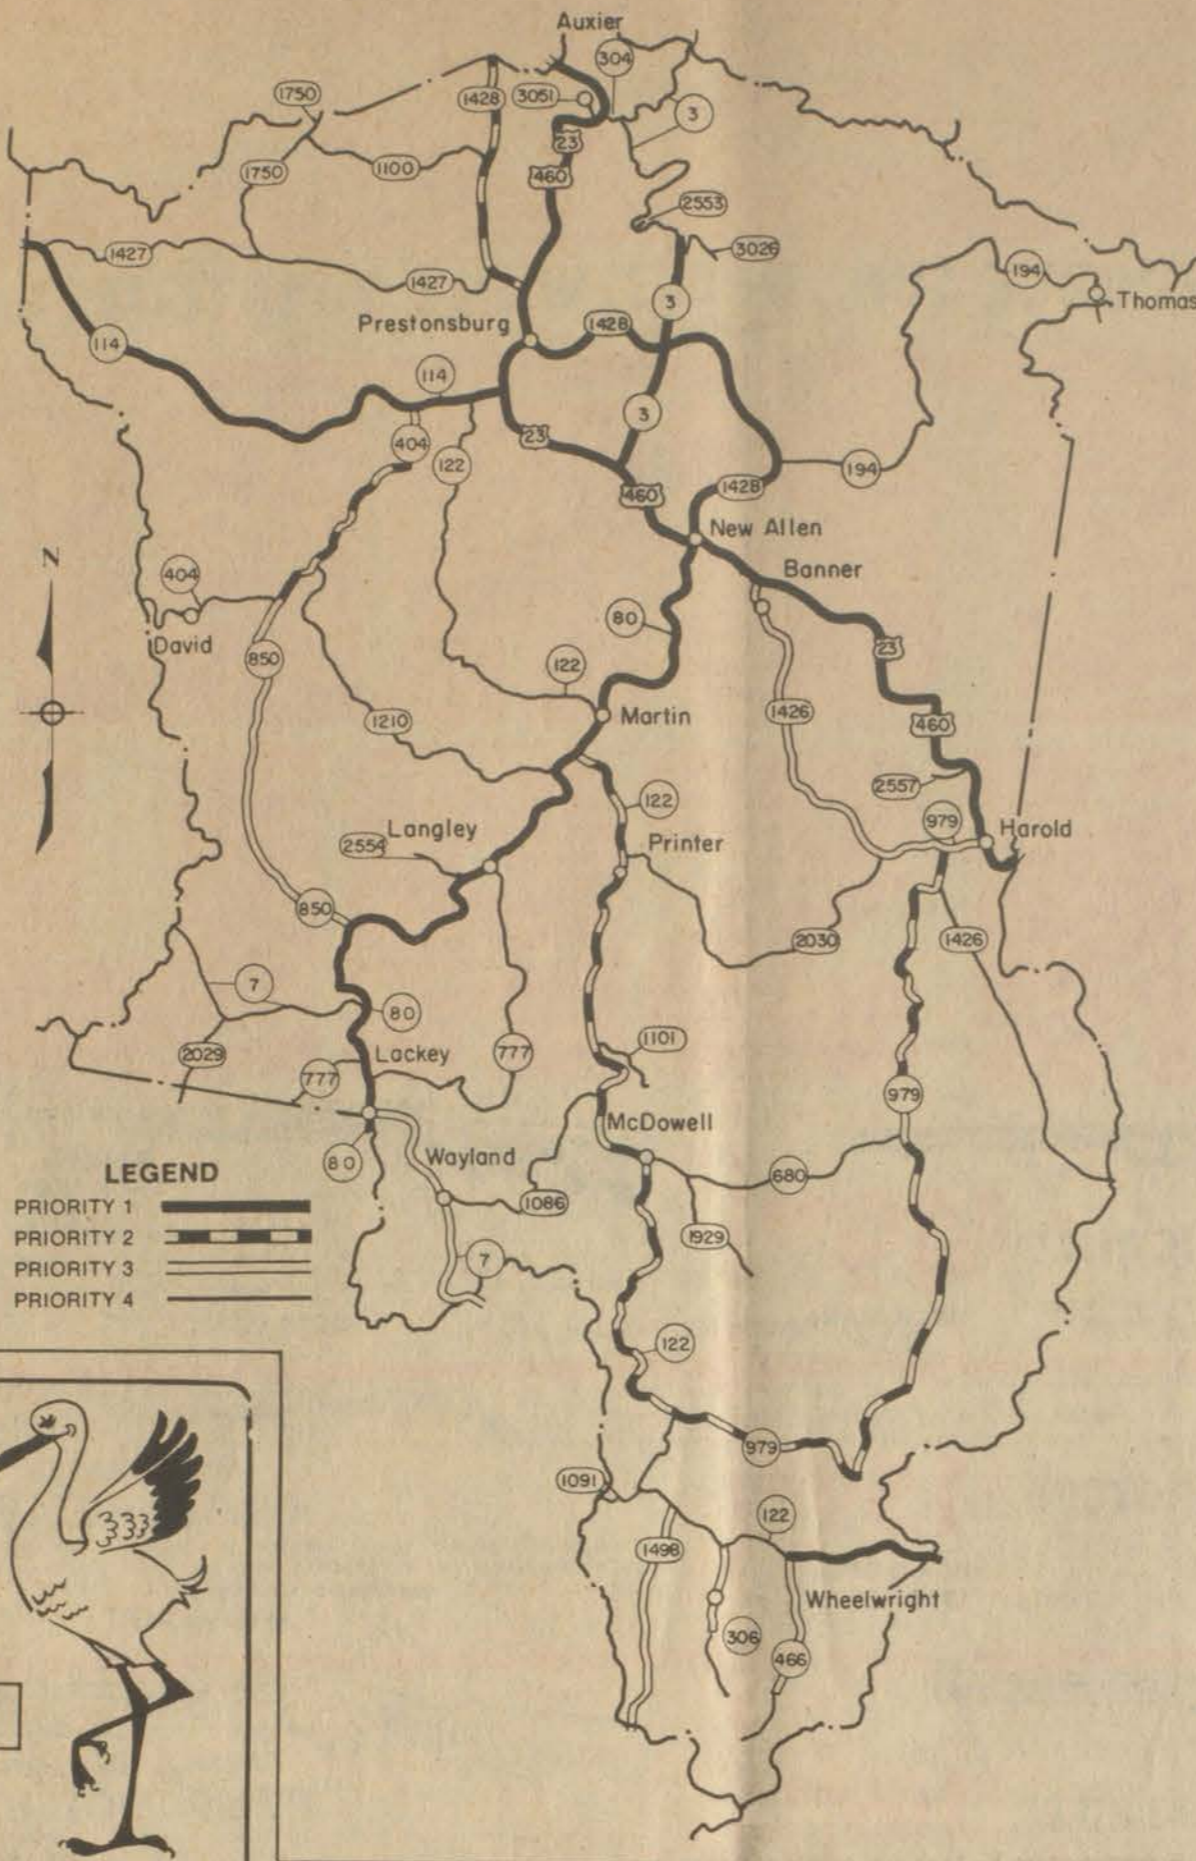 Auxier
304
1750
1428
3051
3
23
1750
1100
460
2553
3026
1427
194
1427
3
Thomas
Prestonsburg
1428
114
114
3
404
23
122
194
460
1428
N
New Allen
Banner
404
80
David
23
850
122
Martin
1426
1210
460
2557
122
979
Harold
Langley
2554
Printer
850
2030
1426
7
80
1101
2029
Lackey
777
777
979
McDowell
80
Wayland
680
1086
1929
7
LEGEND
PRIORITY 1
PRIORITY 2
PRIORITY 3
PRIORITY 4
122
979
1091
122
1498
Wheelwright
306
466